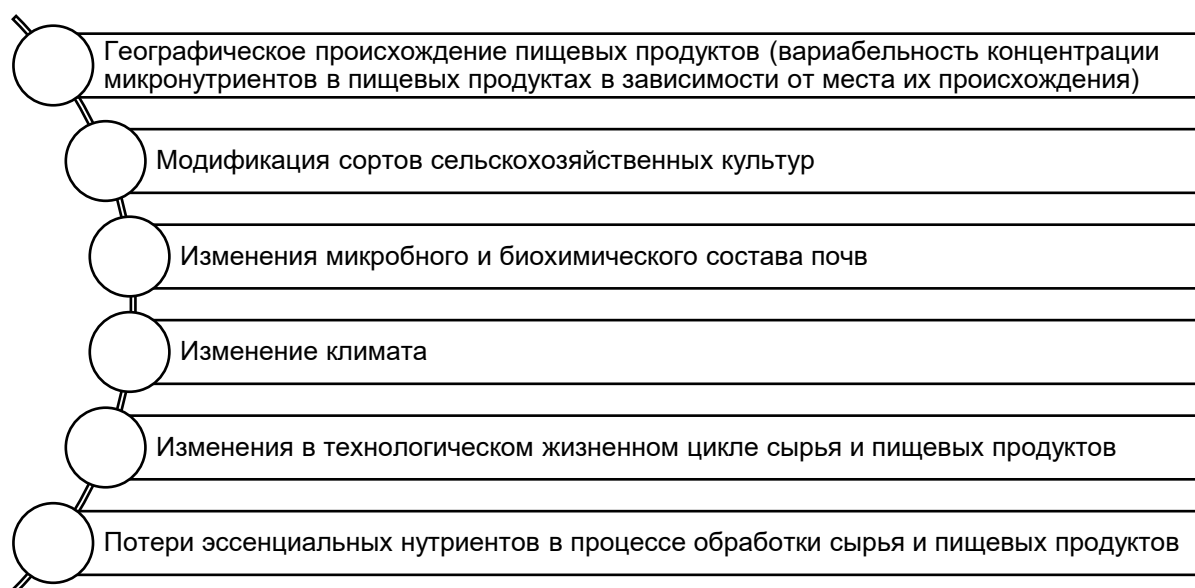 Географическое происхождение пищевых продуктов (вариабельность концентрации
микронутриентов в пищевых продуктах в зависимости от места их происхождения)
Модификация сортов сельскохозяйственных культур
Изменения микробного и биохимического состава почв
Изменение климата
Изменения в технологическом жизненном цикле сырья и пищевых продуктов
Потери эссенциальных нутриентов в процессе обработки сырья и пищевых продуктов